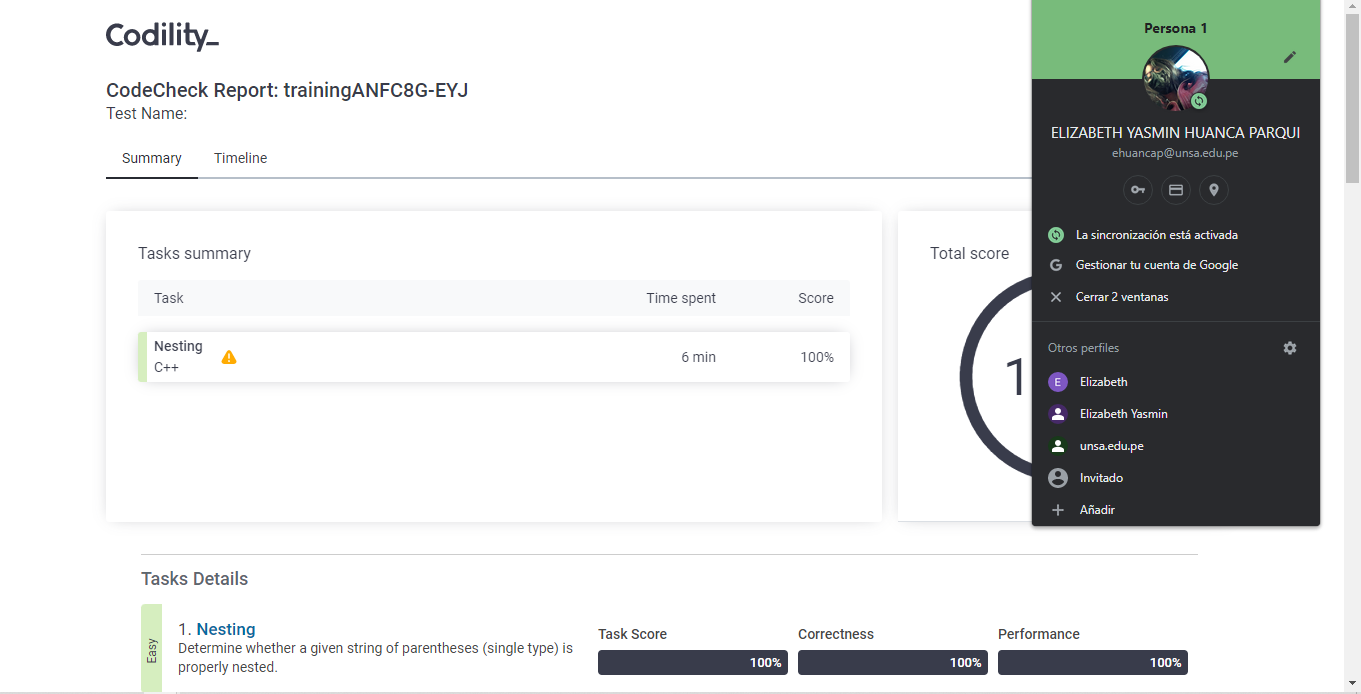 Codility_
CodeCheck Report: trainingANFC8G-EYJ
Test Name:
Summary
Timeline
Tasks summary
Task
Time spent
Score
Nesting
C++
6 min
100%
Total score
1
Persona 1
ELIZABETH YASMIN HUANCA PARQUI
ehuancap@unsa.edu.pe
La sincronización está activada
G Gestionar tu cuenta de Google
Cerrar 2 ventanas
Otros perfiles
E Elizabeth
Elizabeth Yasmin
unsa.edu.pe
Invitado
Añadir
Tasks Details
Easy
1. Nesting
Determine whether a given string of parentheses (single type) is
properly nested.
Task Score
100%
Correctness
100%
Performance
100%